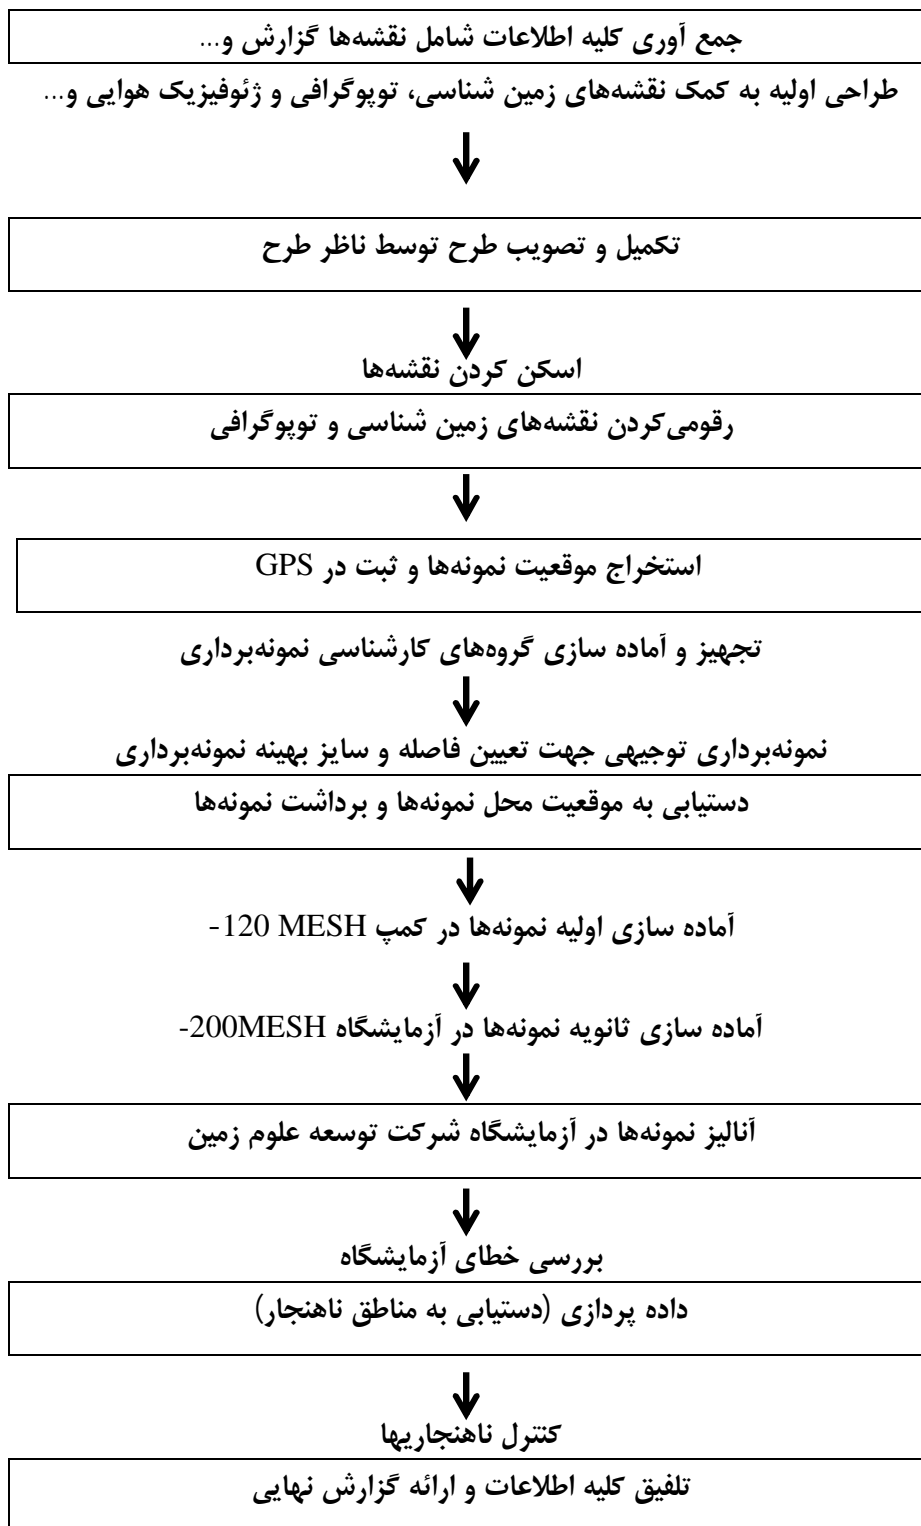 جمع آوری کلیه اطلاعات شامل نقشه‌ها گزارش و...
طراحی اولیه به کمک نقشه‌های زمین شناسی، توپوگرافی و ژئوفیزیک هوایی و...
تکمیل و تصویب طرح توسط ناظر طرح
اسکن کردن نقشه‌ها
رقومی‌کردن نقشه‌های زمین شناسی و توپوگرافی
استخراج موقعیت نمونه‌ها و ثبت در GPS
تجهیز و آماده سازی گروه‌های کارشناسی نمونه‌برداری
نمونه‌برداری توجیهی جهت تعیین فاصله و سایز بهینه نمونه‌برداری
دستیابی به موقعیت محل نمونه‌ها و برداشت نمونه‌ها
آماده سازی اولیه نمونه‌ها در کمپ 120 MESH-
آماده سازی ثانویه نمونه‌ها در آزمایشگاه 200MESH-
آنالیز نمونه‌ها در آزمایشگاه شرکت توسعه علوم زمین
بررسی خطای آزمایشگاه
داده پردازی (دستیابی به مناطق ناهنجار)
کنترل ناهنجاریها
تلفیق کلیه اطلاعات و ارائه گزارش نهایی